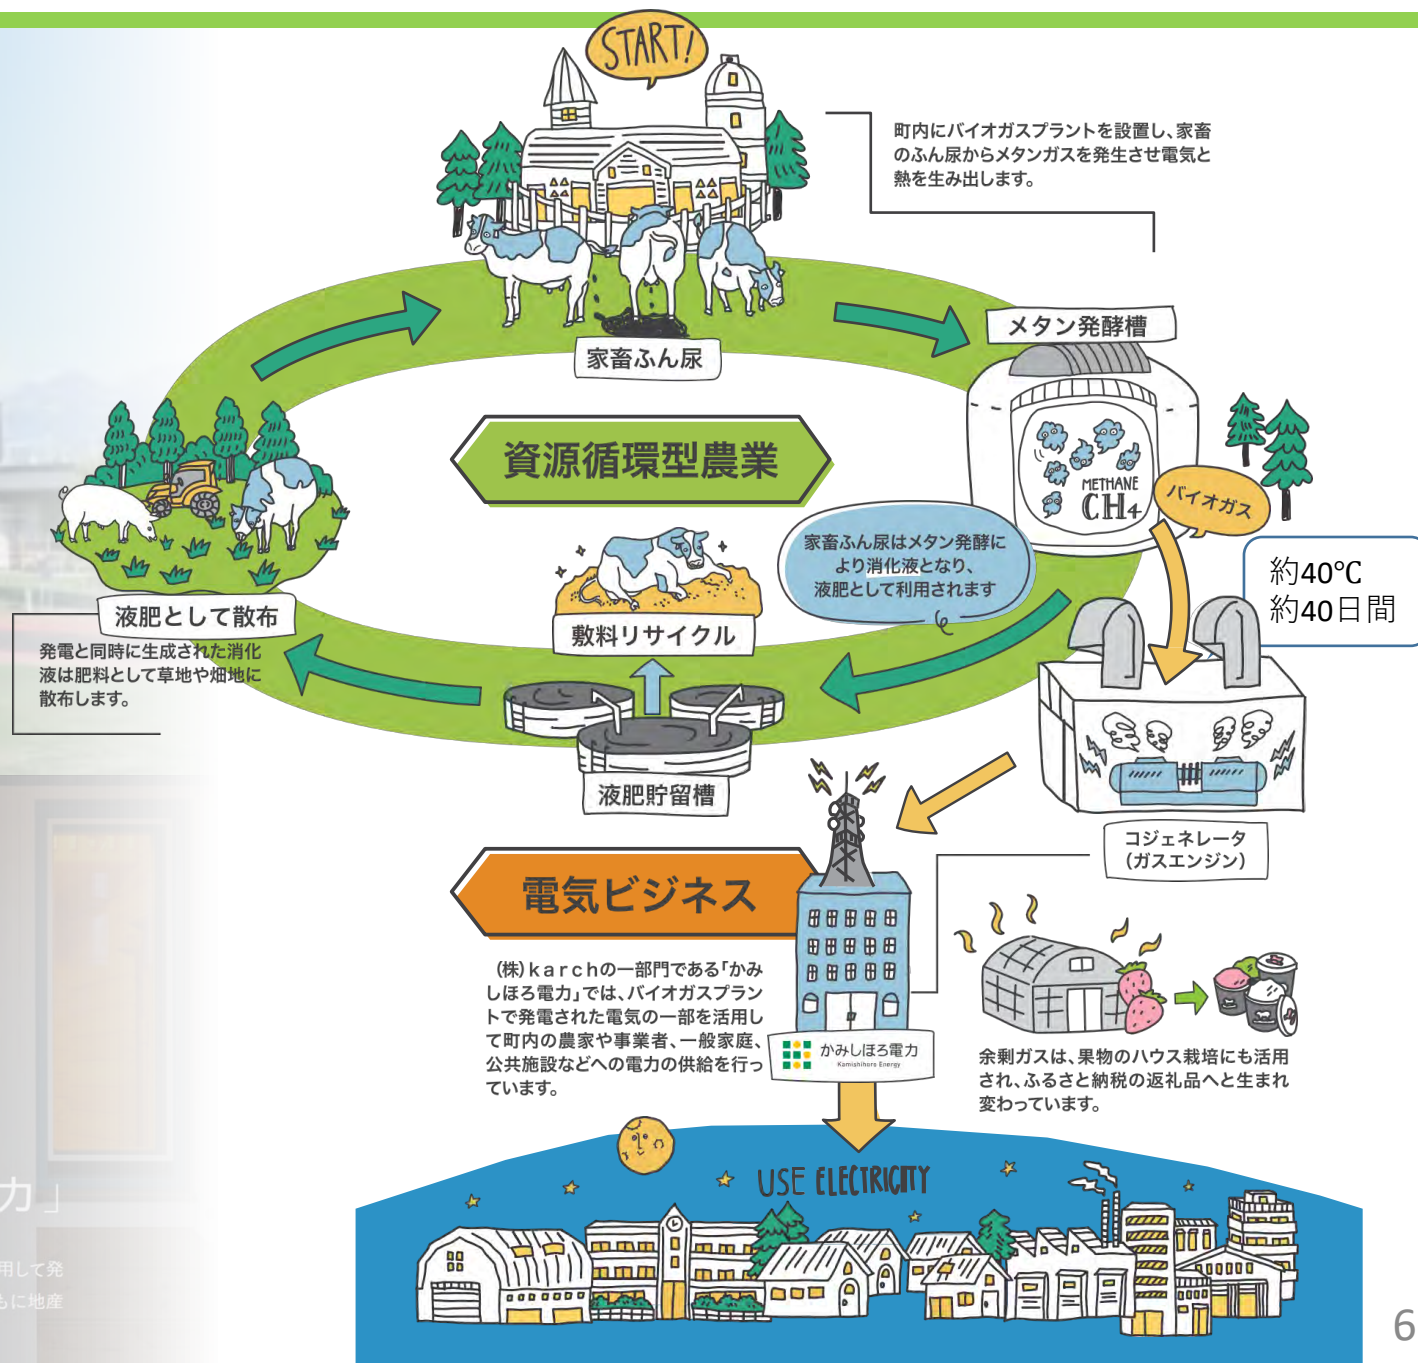 START!
町内にバイオガスプラントを設置し、家畜
のふん尿からメタンガスを発生させ電気と
熱を生み出します。
メタン発酵槽
家畜ふん尿
資源循環型農業
METHANE
CH4
バイオガス
家畜ふん尿はメタン発酵に
より消化液となり、
液肥として利用されます
約40℃
約40日間
液肥として散布
発電と同時に生成された消化
液は肥料として草地や畑地に
散布します。
敷料リサイクル
液肥貯留槽
コジェネレータ
(ガスエンジン)
電気ビジネス
(株)karchの一部門である「かみ
しほろ電力」では、バイオガスプラン
トで発電された電気の一部を活用し
て町内の農家や事業者、一般家庭、
公共施設などへの電力の供給を行っ
ています。
かみしほろ電力
Kamishihoro Energy
余剰ガスは、果物のハウス栽培にも活用
され、ふるさと納税の返礼品へと生まれ
変わっています。
USE ELECTRICITY
力」
用して発
もに地産
6